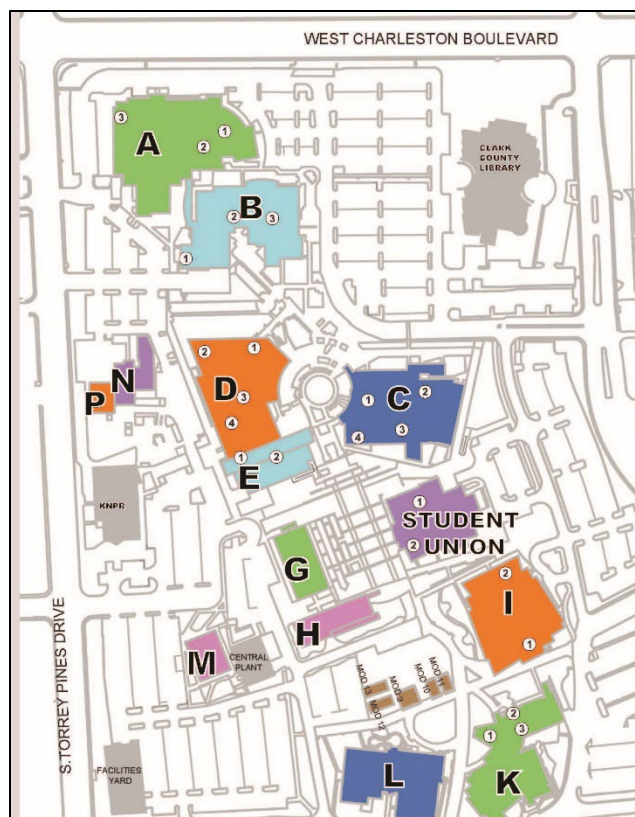 WEST CHARLESTON BOULEVARD
3
1
A
2
CLARK
COUNTY
LIBRARY
B
2
3
1
2
1
N
D
3
P
4
C
1
2
3
4
1
2
E
KNPR
1
STUDENT
2
UNION
G
2
I
H
1
M
CENTRAL
PLANT
MOD 13
MOD 12
MOD 9
MOD 10
MOD 11
S.TORREY PINES DRIVE
2
1
3
FACILITIES
YARD
L
K